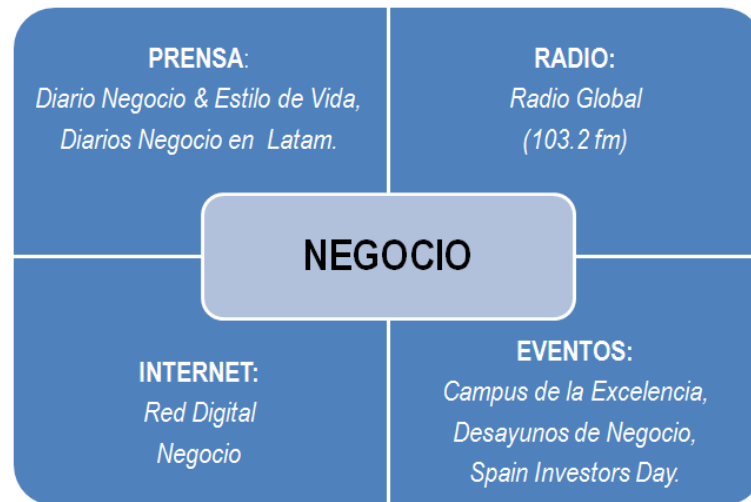 PRENSA:
Diario Negocio & Estilo de Vida,
Diarios Negocio en Latam.
RADIO:
Radio Global
(103.2 fm)
NEGOCIO
INTERNET:
Red Digital
Negocio
EVENTOS:
Campus de la Excelencia,
Desayunos de Negocio,
Spain Investors Day.